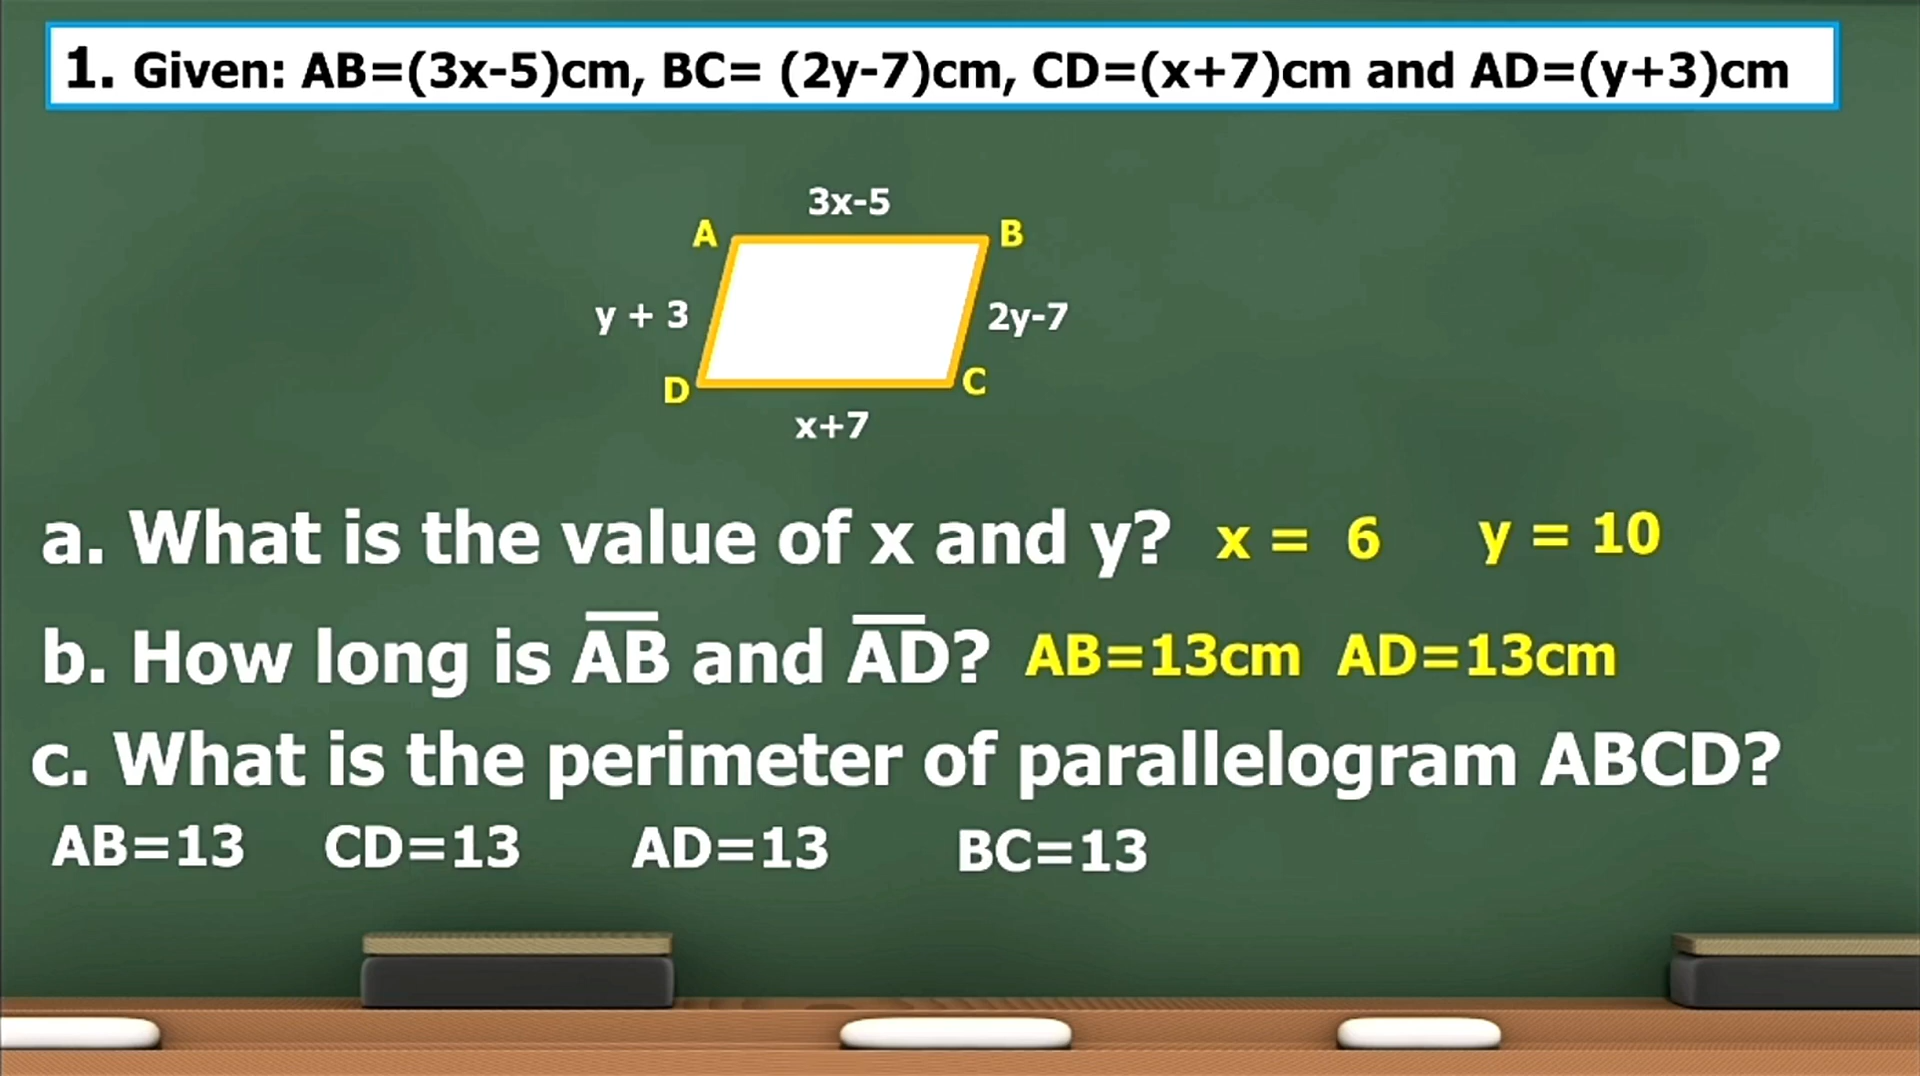 1. Given: AB=(3x-5)cm, BC= (2y-7)cm, CD=(x+7)cm and AD=(y+3)cm
3x-5
A B
y + 3 2y-7
D C
x+7
a. What is the value of x and y? x = 6 y = 10
b. How long is A̅B̅ and A̅D̅? AB=13cm AD=13cm
c. What is the perimeter of parallelogram ABCD?
AB=13 CD=13 AD=13 BC=13